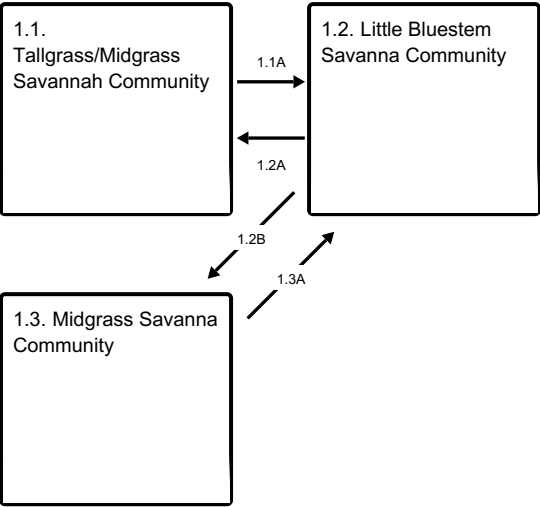 1.1.
Tallgrass/Midgrass
Savannah Community
1.2. Little Bluestem
Savanna Community
1.1A
1.2A
1.2B
1.3A
1.3. Midgrass Savanna
Community